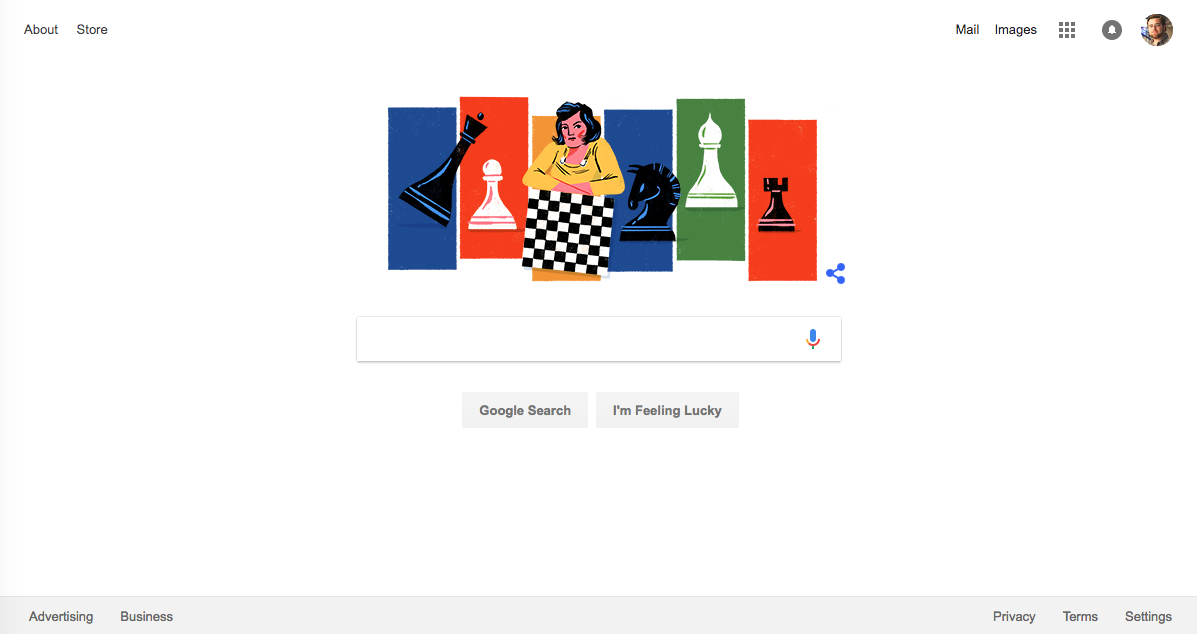 About Store Mail Images
Google Search I'm Feeling Lucky
Advertising Business Privacy Terms Settings